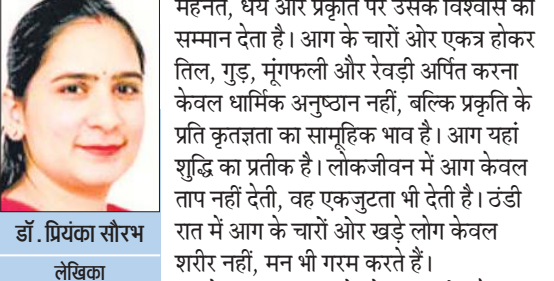 मेहनत, धैर्य और प्रकृति पर उसके विश्वास को
सम्मान देता है। आग के चारों ओर एकत्र होकर
तिल, गुड़, मूंगफली और रेवड़ी अर्पित करना
केवल धार्मिक अनुष्ठान नहीं, बल्कि प्रकृति के
प्रति कृतज्ञता का सामूहिक भाव है। आग यहां
शुद्धि का प्रतीक है। लोकजीवन में आग केवल
ताप नहीं देती, वह एकजुटता भी देती है। ठंडी
रात में आग के चारों ओर खड़े लोग केवल
शरीर नहीं, मन भी गरम करते हैं।
डॉ. प्रियंका सौरभ
लेखिका